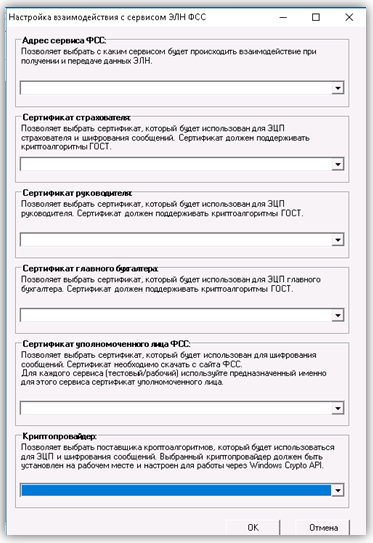 Настройка взаимодействия с сервисом ЭЛН ФСС
Адрес сервиса ФСС:
Позволяет выбрать с каким сервисом будет происходить взаимодействие при
получении и передаче данных ЭЛН.
Сертификат страхователя:
Позволяет выбрать сертификат, который будет использован для ЭЦП
страхователя и шифрования сообщений. Сертификат должен поддерживать
криптоалгоритмы ГОСТ.
Сертификат руководителя:
Позволяет выбрать сертификат, который будет использован для ЭЦП
руководителя. Сертификат должен поддерживать криптоалгоритмы ГОСТ.
Сертификат главного бухгалтера:
Позволяет выбрать сертификат, который будет использован для ЭЦП главного
бухгалтера. Сертификат должен поддерживать криптоалгоритмы ГОСТ.
Сертификат уполномоченного лица ФСС:
Позволяет выбрать сертификат, который будет использован для шифрования
сообщений. Сертификат необходимо скачать с сайта ФСС.
Для каждого сервиса (тестовый/рабочий) используйте предназначенный именно
для этого сервиса сертификат уполномоченного лица.
Криптопровайдер:
Позволяет выбрать поставщика кроптоалгоритмов, который будет использоваться
для ЭЦП и шифрования сообщений. Выбранный криптопровайдер должен быть
установлен на рабочем месте и настроен для работы через Windows Crypto API.
OK Отмена